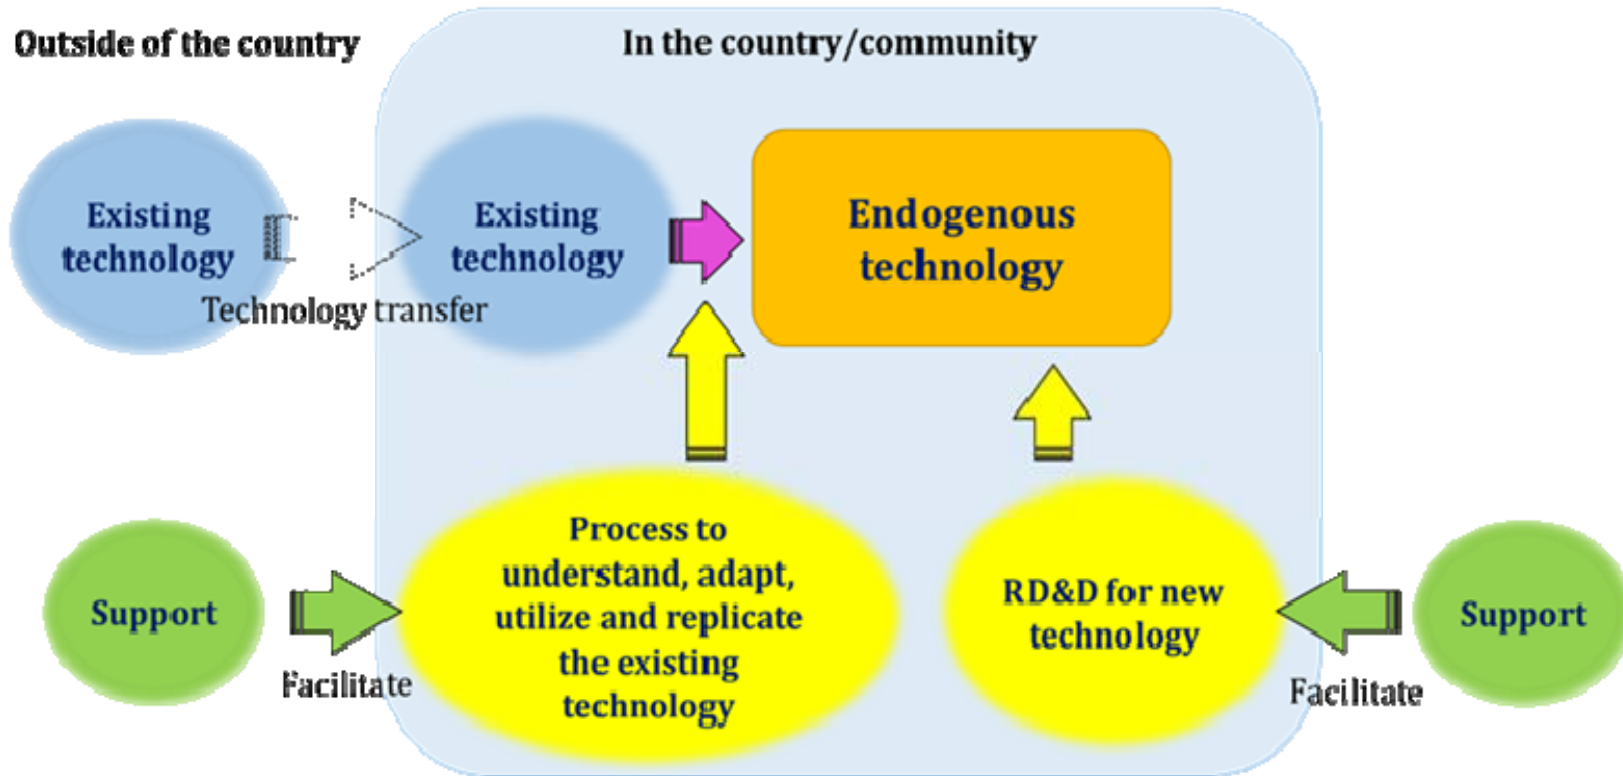 Outside of the country
In the country/community
Existing
technology
Technology transfer
Existing
technology
Endogenous
technology
Support
Facilitate
Process to
understand, adapt,
utilize and replicate
the existing
technology
RD&D for new
technology
Facilitate
Support